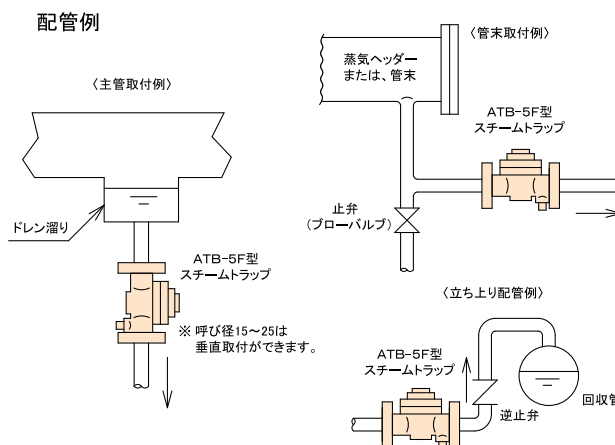 配管例
〈主管取付例〉
ドレン溜り
ATB-5F型
スチームトラップ
※ 呼び径15~25は
垂直取付ができます。
〈管末取付例〉
蒸気ヘッダー
または、管末
ATB-5F型
スチームトラップ
止弁
(ブローバルブ)
〈立ち上り配管例〉
ATB-5F型
スチームトラップ
逆止弁
回収管